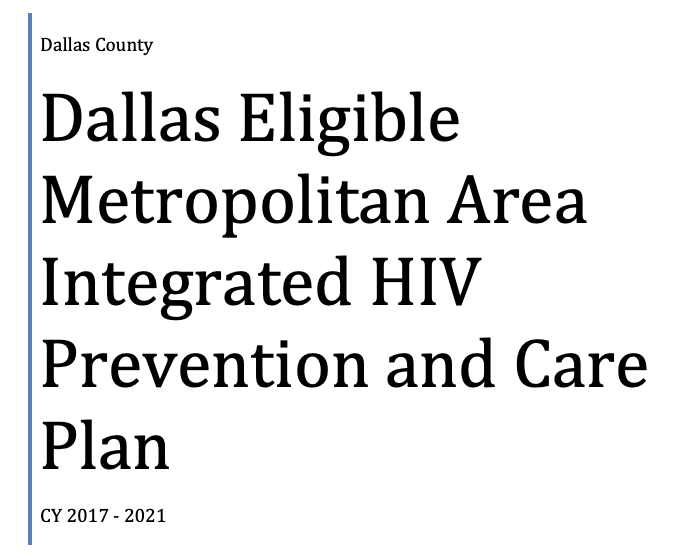 Dallas County
Dallas Eligible
Metropolitan Area
Integrated HIV
Prevention and Care
Plan
CY 2017 - 2021